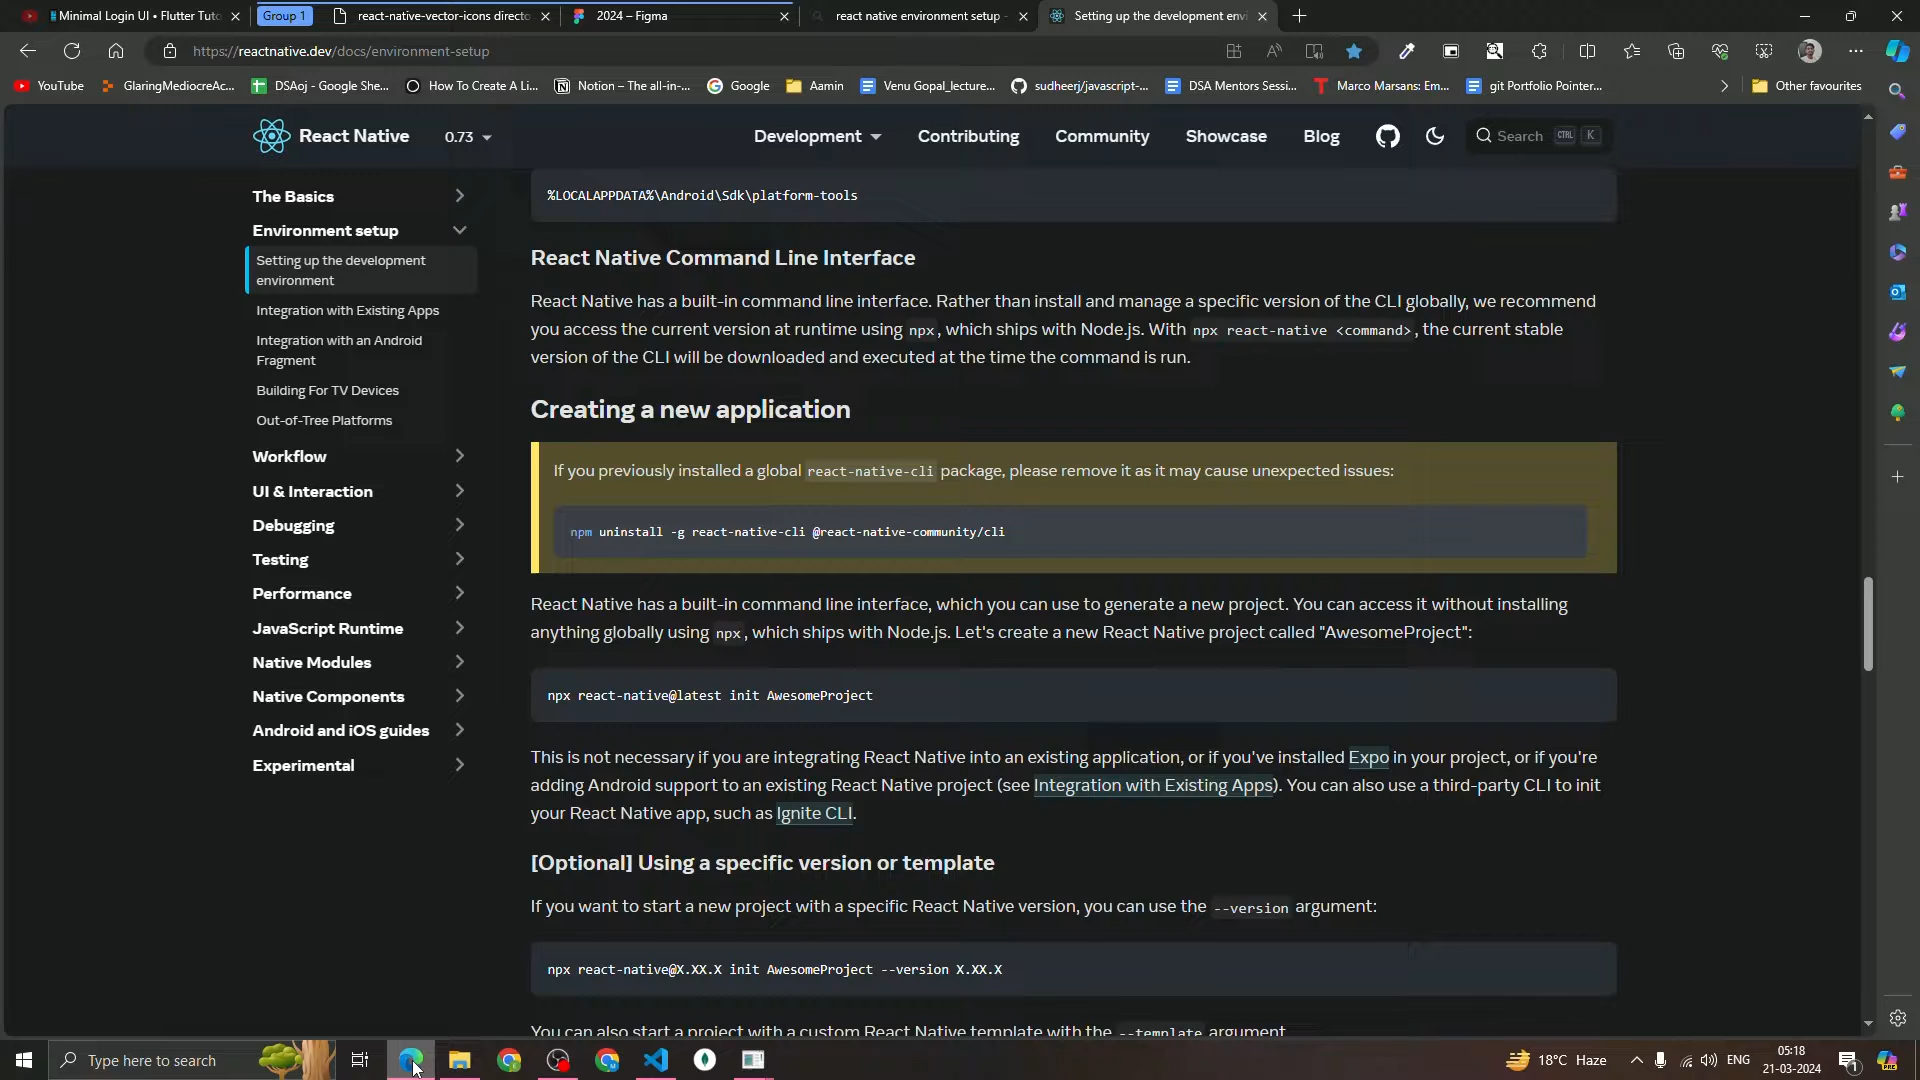 Minimal Login UI • Flutter Tuto
Group 1
react-native-vector-icons directo
2024 – Figma
react native environment setup -
Setting up the development envi
https://reactnative.dev/docs/environment-setup
YouTube
GlaringMediocreAc...
DSAoj - Google She...
How To Create A Li...
Notion – The all-in-...
Google
Aamin
Venu Gopal_lecture...
sudheerj/javascript-...
DSA Mentors Sessi...
Marco Marsans: Em...
git Portfolio Pointer...
Other favourites
React Native
0.73
Development
Contributing
Community
Showcase
Blog
Search
CTRL
K
The Basics
Environment setup
Setting up the development
environment
Integration with Existing Apps
Integration with an Android
Fragment
Building For TV Devices
Out-of-Tree Platforms
Workflow
UI & Interaction
Debugging
Testing
Performance
JavaScript Runtime
Native Modules
Native Components
Android and iOS guides
Experimental
%LOCALAPPDATA%\Android\Sdk\platform-tools
React Native Command Line Interface
React Native has a built-in command line interface. Rather than install and manage a specific version of the CLI globally, we recommend
you access the current version at runtime using npx, which ships with Node.js. With npx react-native <command>, the current stable
version of the CLI will be downloaded and executed at the time the command is run.
Creating a new application
If you previously installed a global react-native-cli package, please remove it as it may cause unexpected issues:
npm uninstall -g react-native-cli @react-native-community/cli
React Native has a built-in command line interface, which you can use to generate a new project. You can access it without installing
anything globally using npx, which ships with Node.js. Let's create a new React Native project called "AwesomeProject":
npx react-native@latest init AwesomeProject
This is not necessary if you are integrating React Native into an existing application, or if you've installed Expo in your project, or if you're
adding Android support to an existing React Native project (see Integration with Existing Apps). You can also use a third-party CLI to init
your React Native app, such as Ignite CLI.
[Optional] Using a specific version or template
If you want to start a new project with a specific React Native version, you can use the --version argument:
npx react-native@X.XX.X init AwesomeProject --version X.XX.X
You can also start a project with a custom React Native template with the --template argument
Type here to search
18°C Haze
ENG
05:18
21-03-2024
1